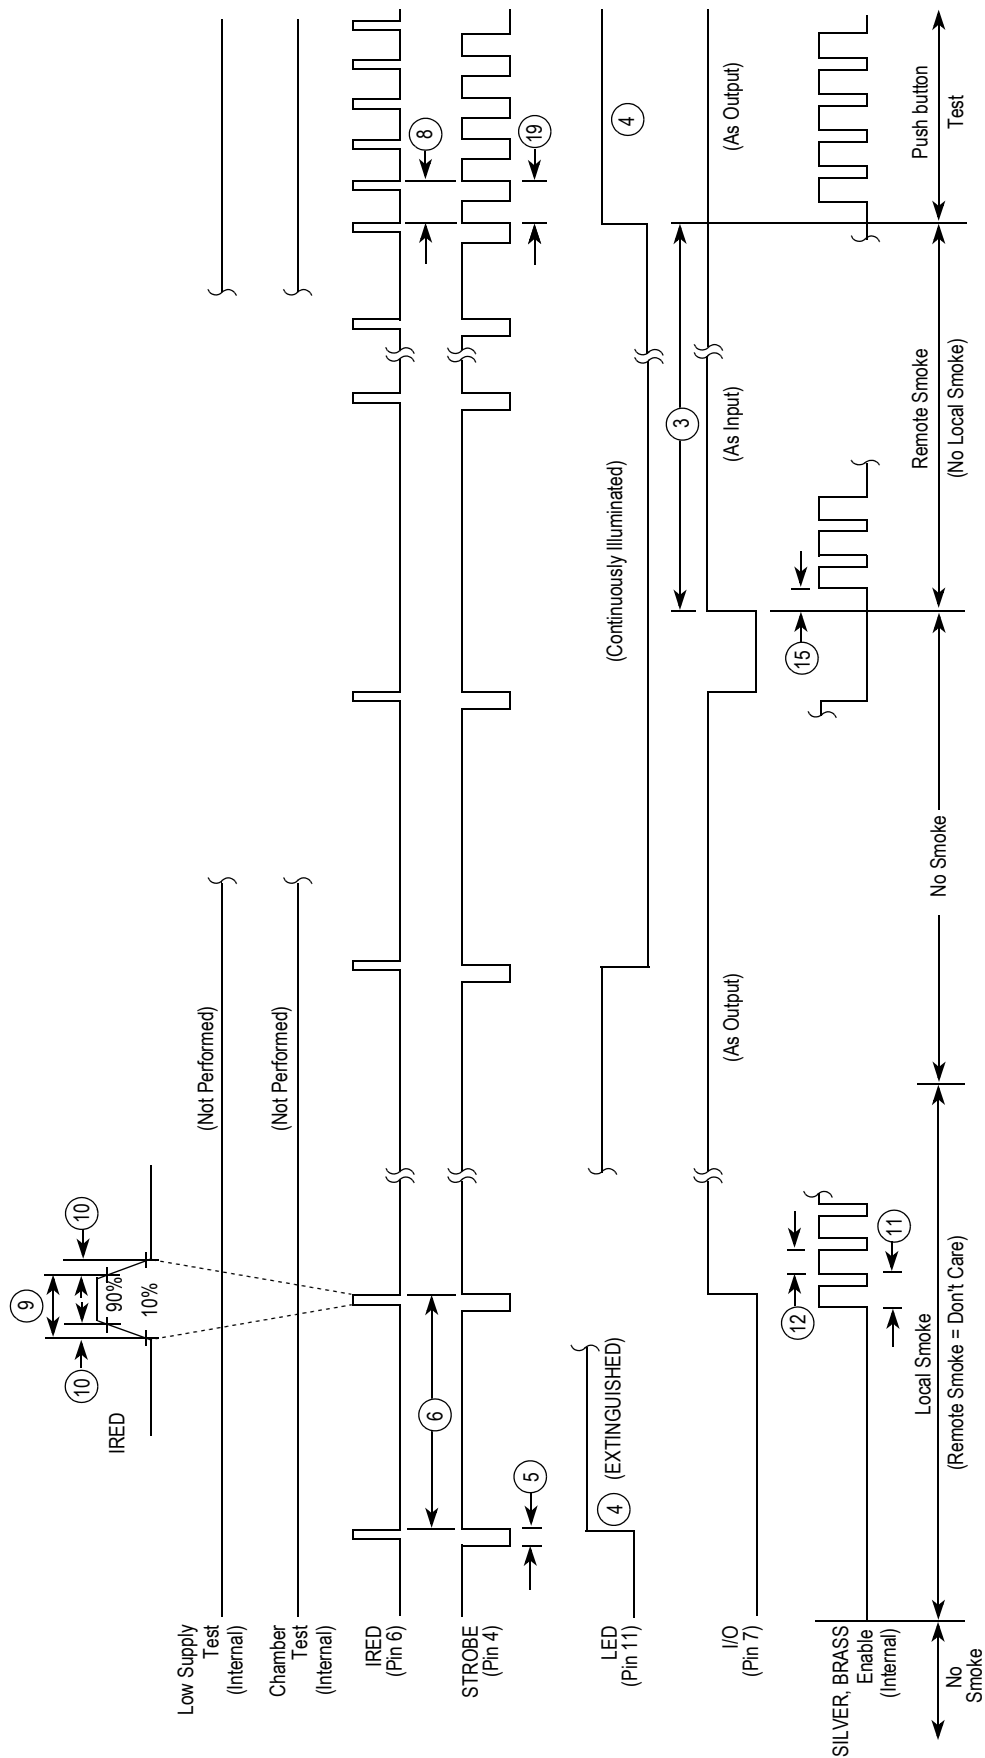 IRED
10
9
10
90%
10%
Low Supply
Test
(Internal)
(Not Performed)
Chamber
Test
(Internal)
(Not Performed)
IRED
(Pin 6)
6
8
STROBE
(Pin 4)
5
19
LED
(Pin 11)
4
(EXTINGUISHED)
(Continuously Illuminated)
4
I/O
(Pin 7)
(As Output)
3
(As Input)
(As Output)
SILVER, BRASS
Enable
(Internal)
12
11
15
No
Smoke
Local Smoke
(Remote Smoke = Don't Care)
No Smoke
Remote Smoke
(No Local Smoke)
Push button
Test